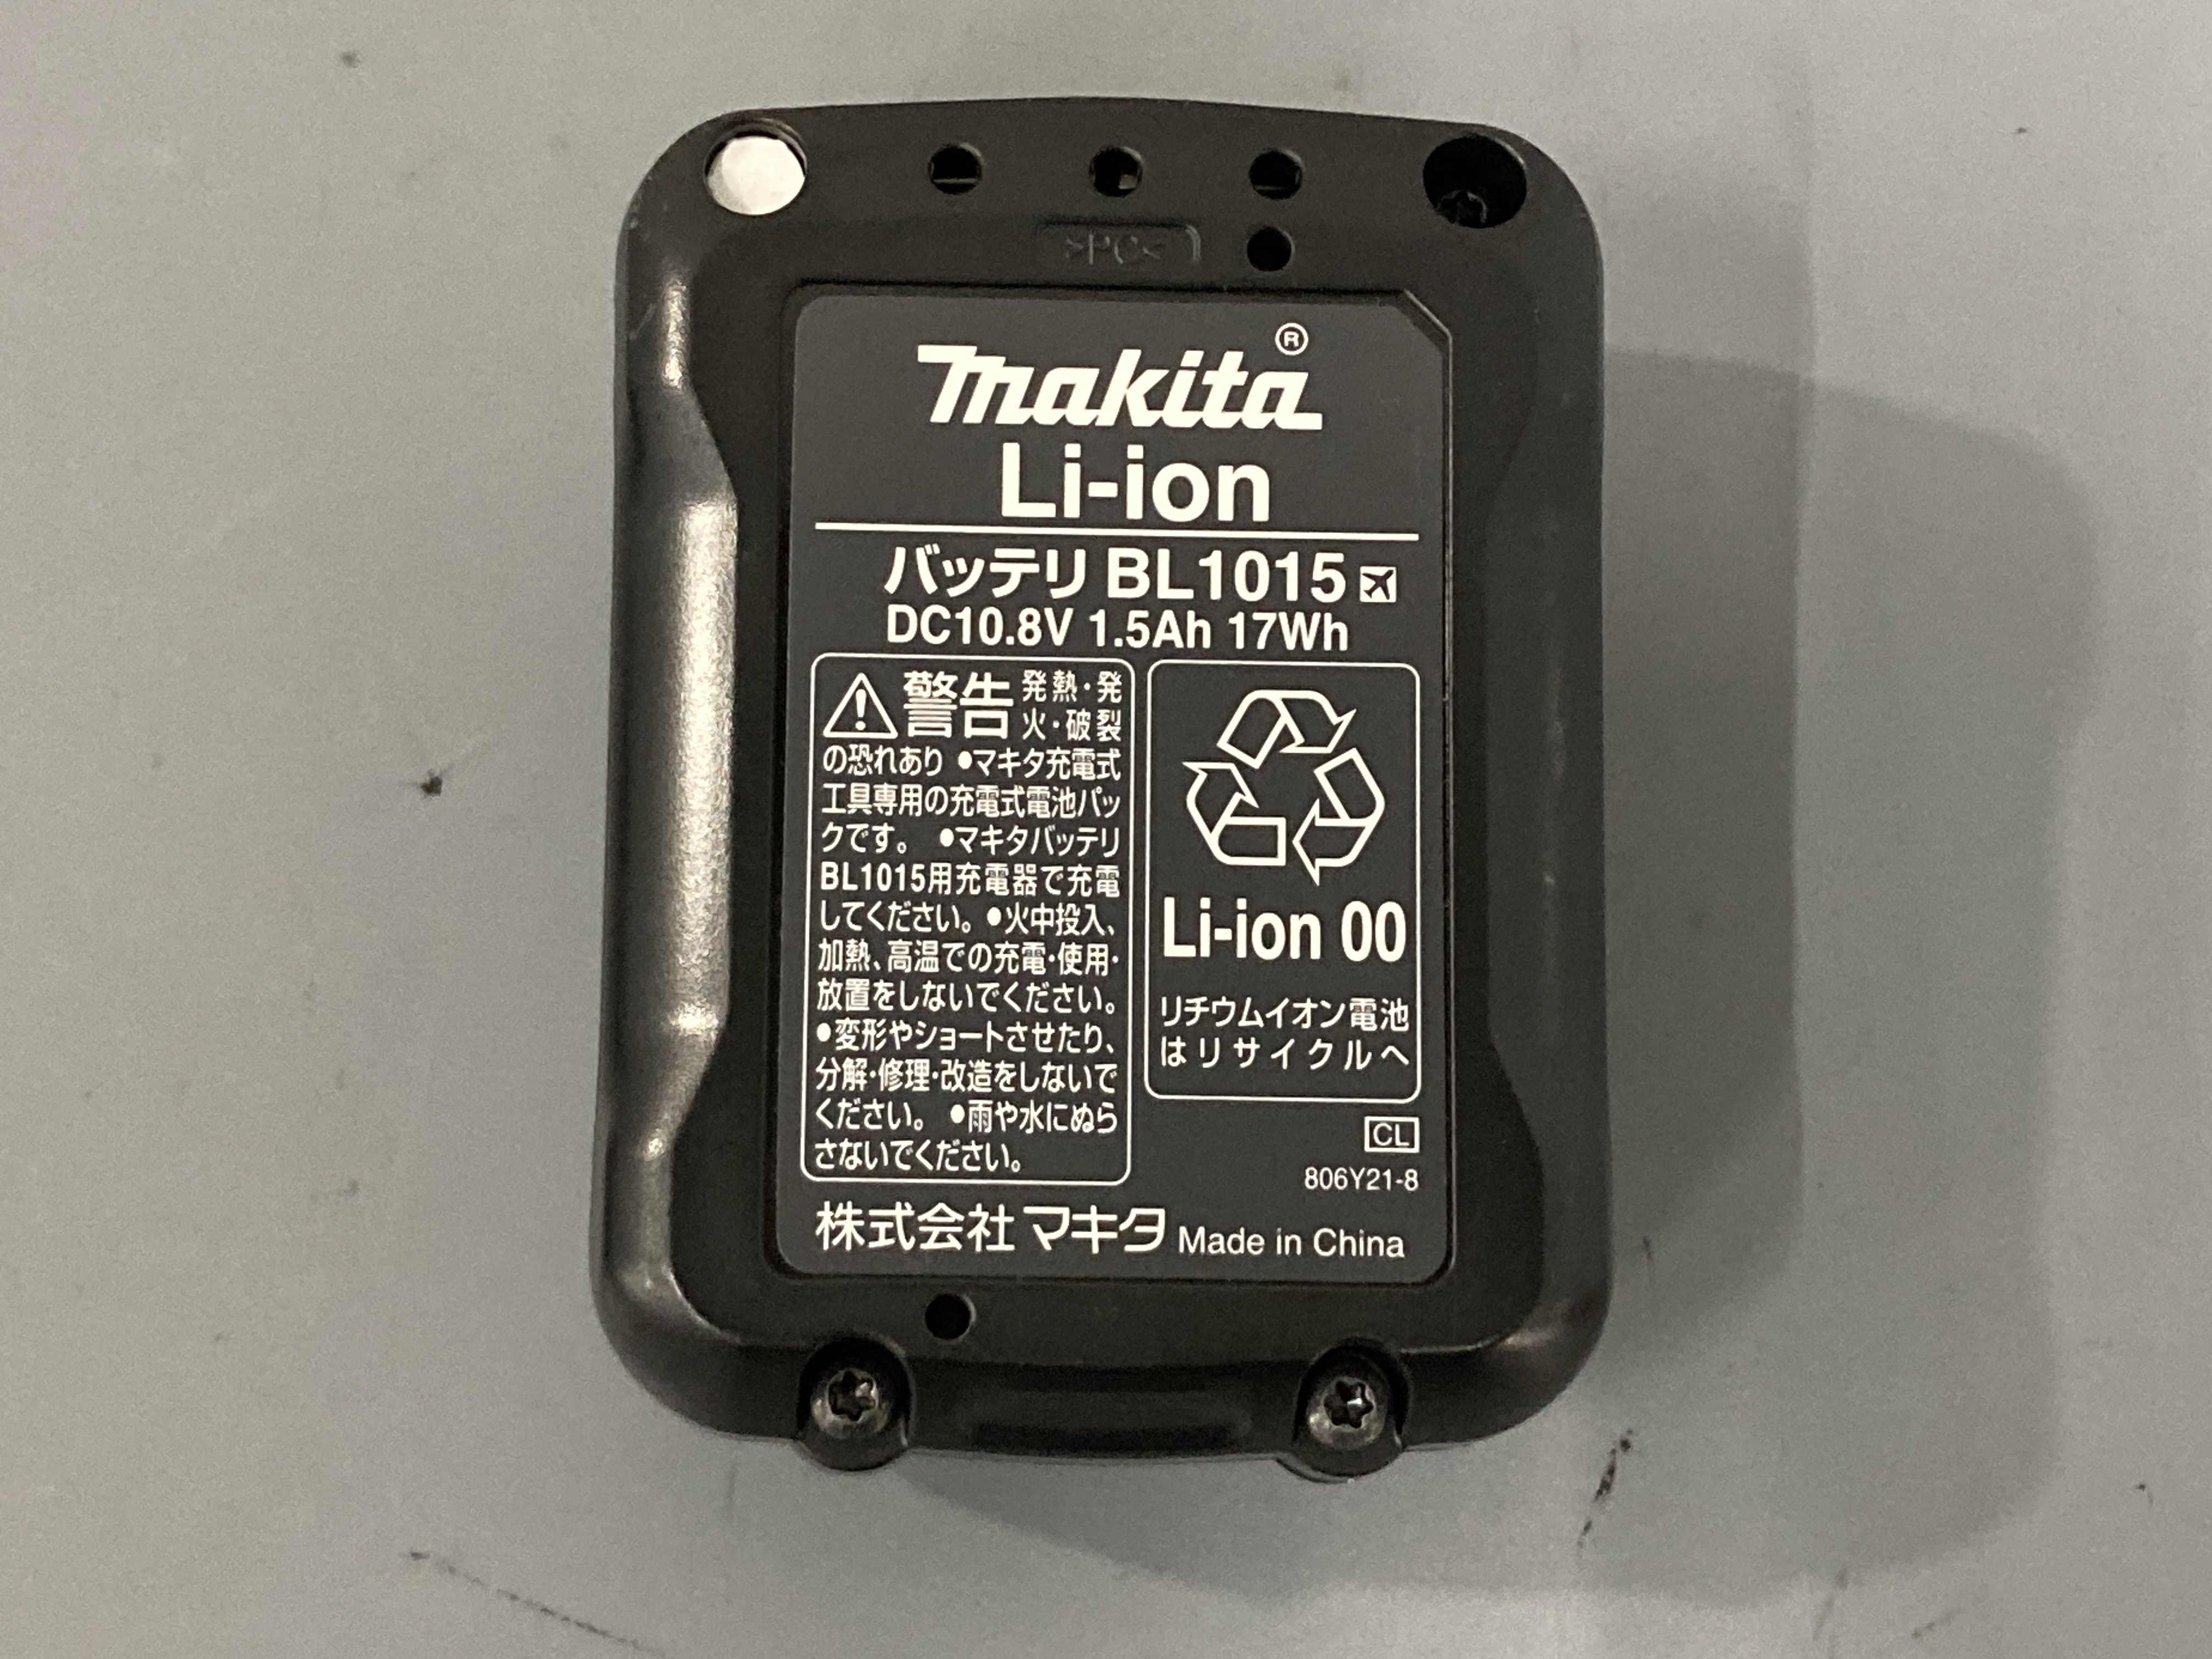 >PC<
makita®
Li-ion
バッテリ BL1015
DC10.8V 1.5Ah 17Wh
警告 発熱・発
火・破裂
の恐れあり ●マキタ充電式
工具専用の充電式電池パッ
クです。 ●マキタバッテリ
BL1015用充電器で充電
してください。●火中投入、
加熱、高温での充電・使用・
放置をしないでください。
●変形やショートさせたり、
分解・修理・改造をしないで
ください。 ●雨や水にぬら
さないでください。
Li-ion 00
リチウムイオン電池
はリサイクルへ
CL
806Y21-8
株式会社マキタ Made in China